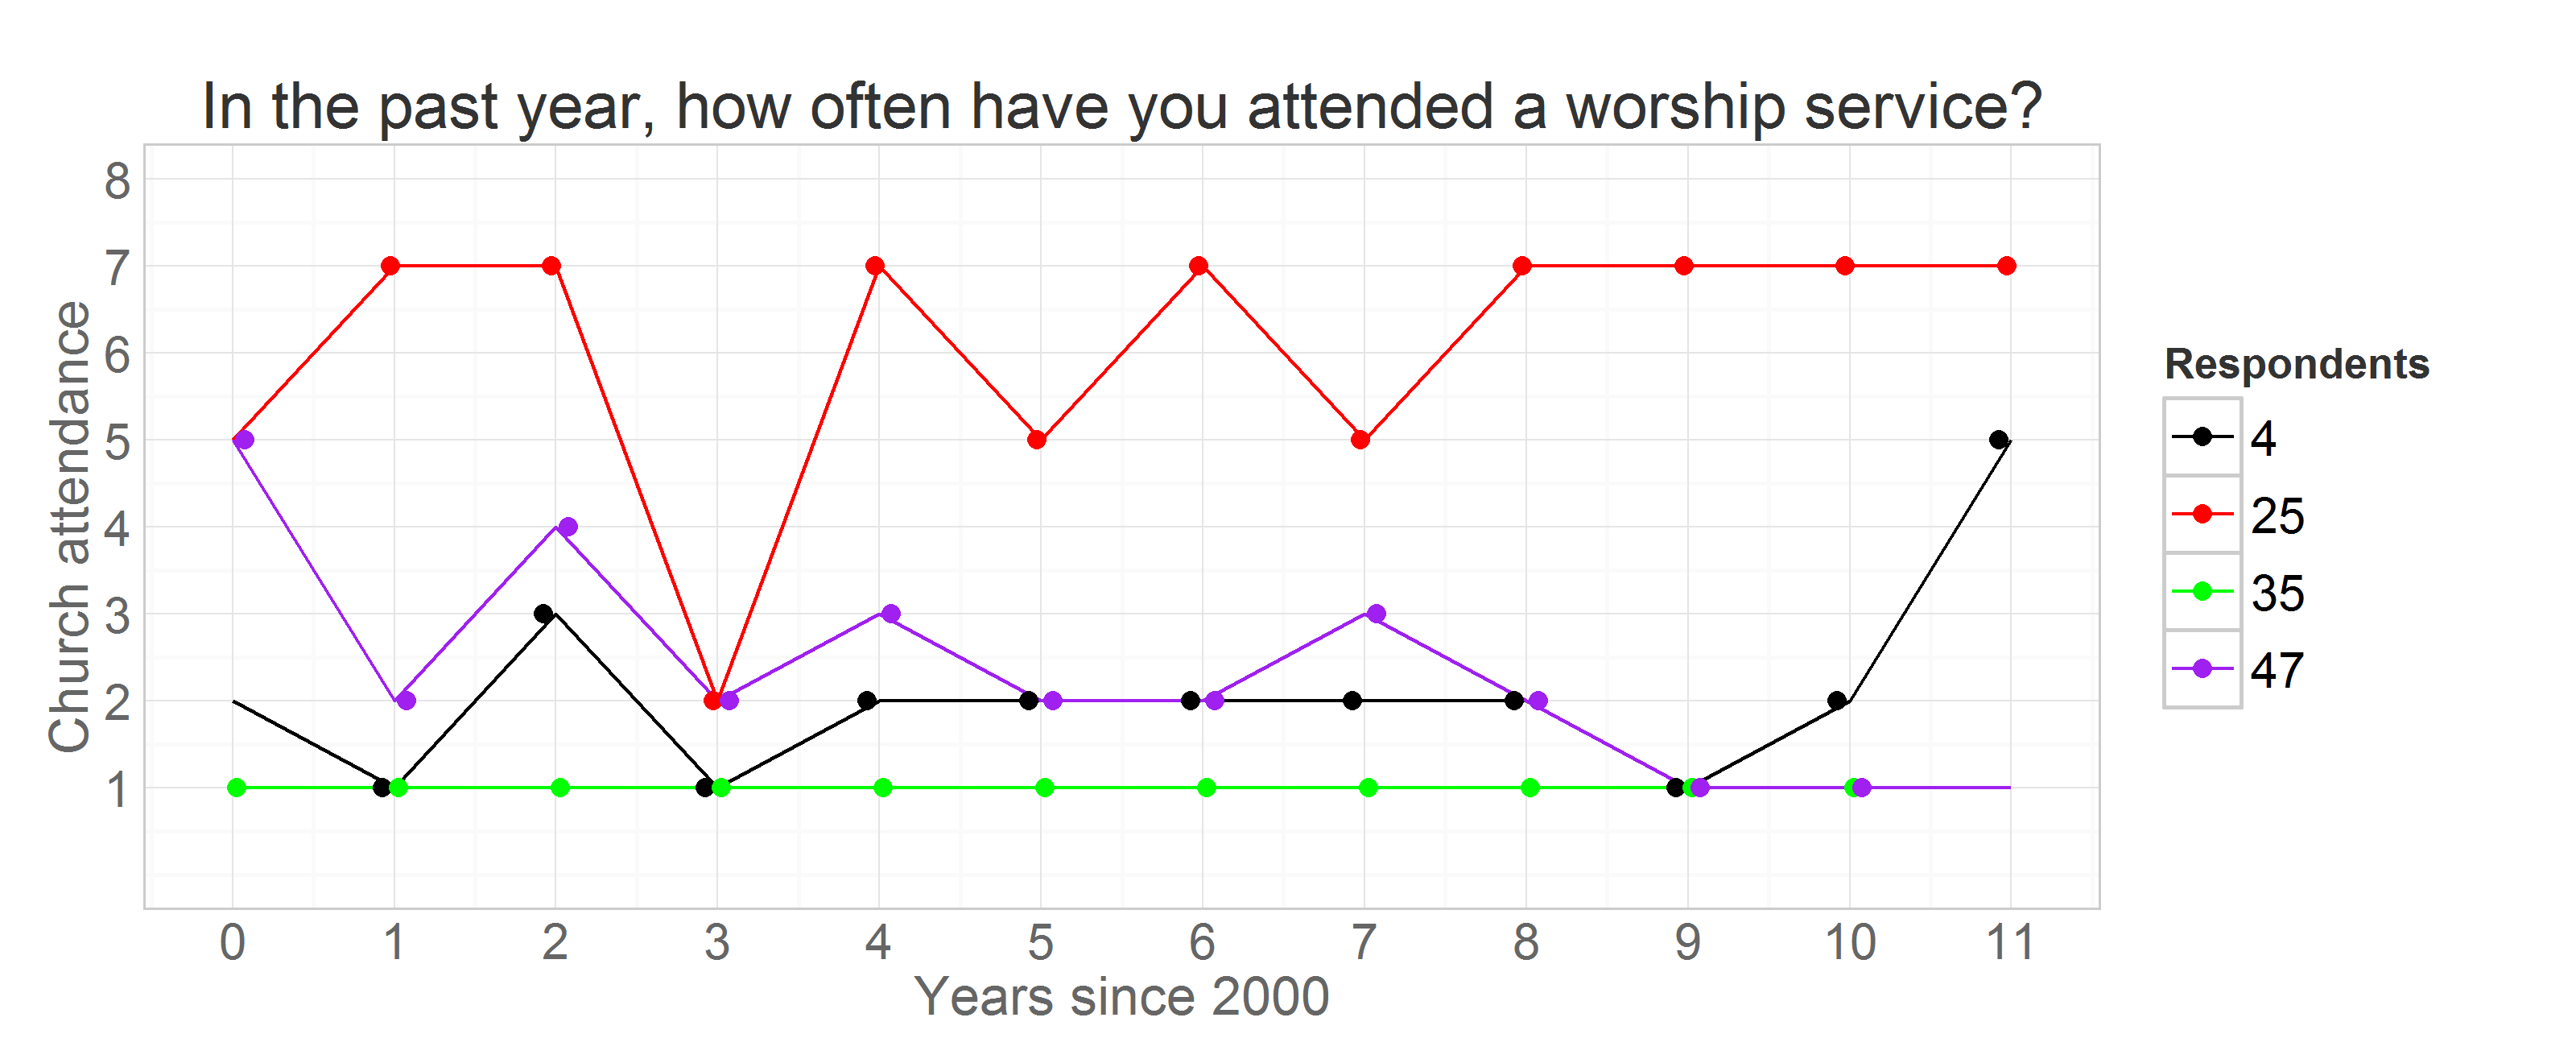 In the past year, how often have you attended a worship service?
Church attendance
8
7
6
5
4
3
2
1
0 1 2 3 4 5 6 7 8 9 10 11
Years since 2000
Respondents
4
25
35
47